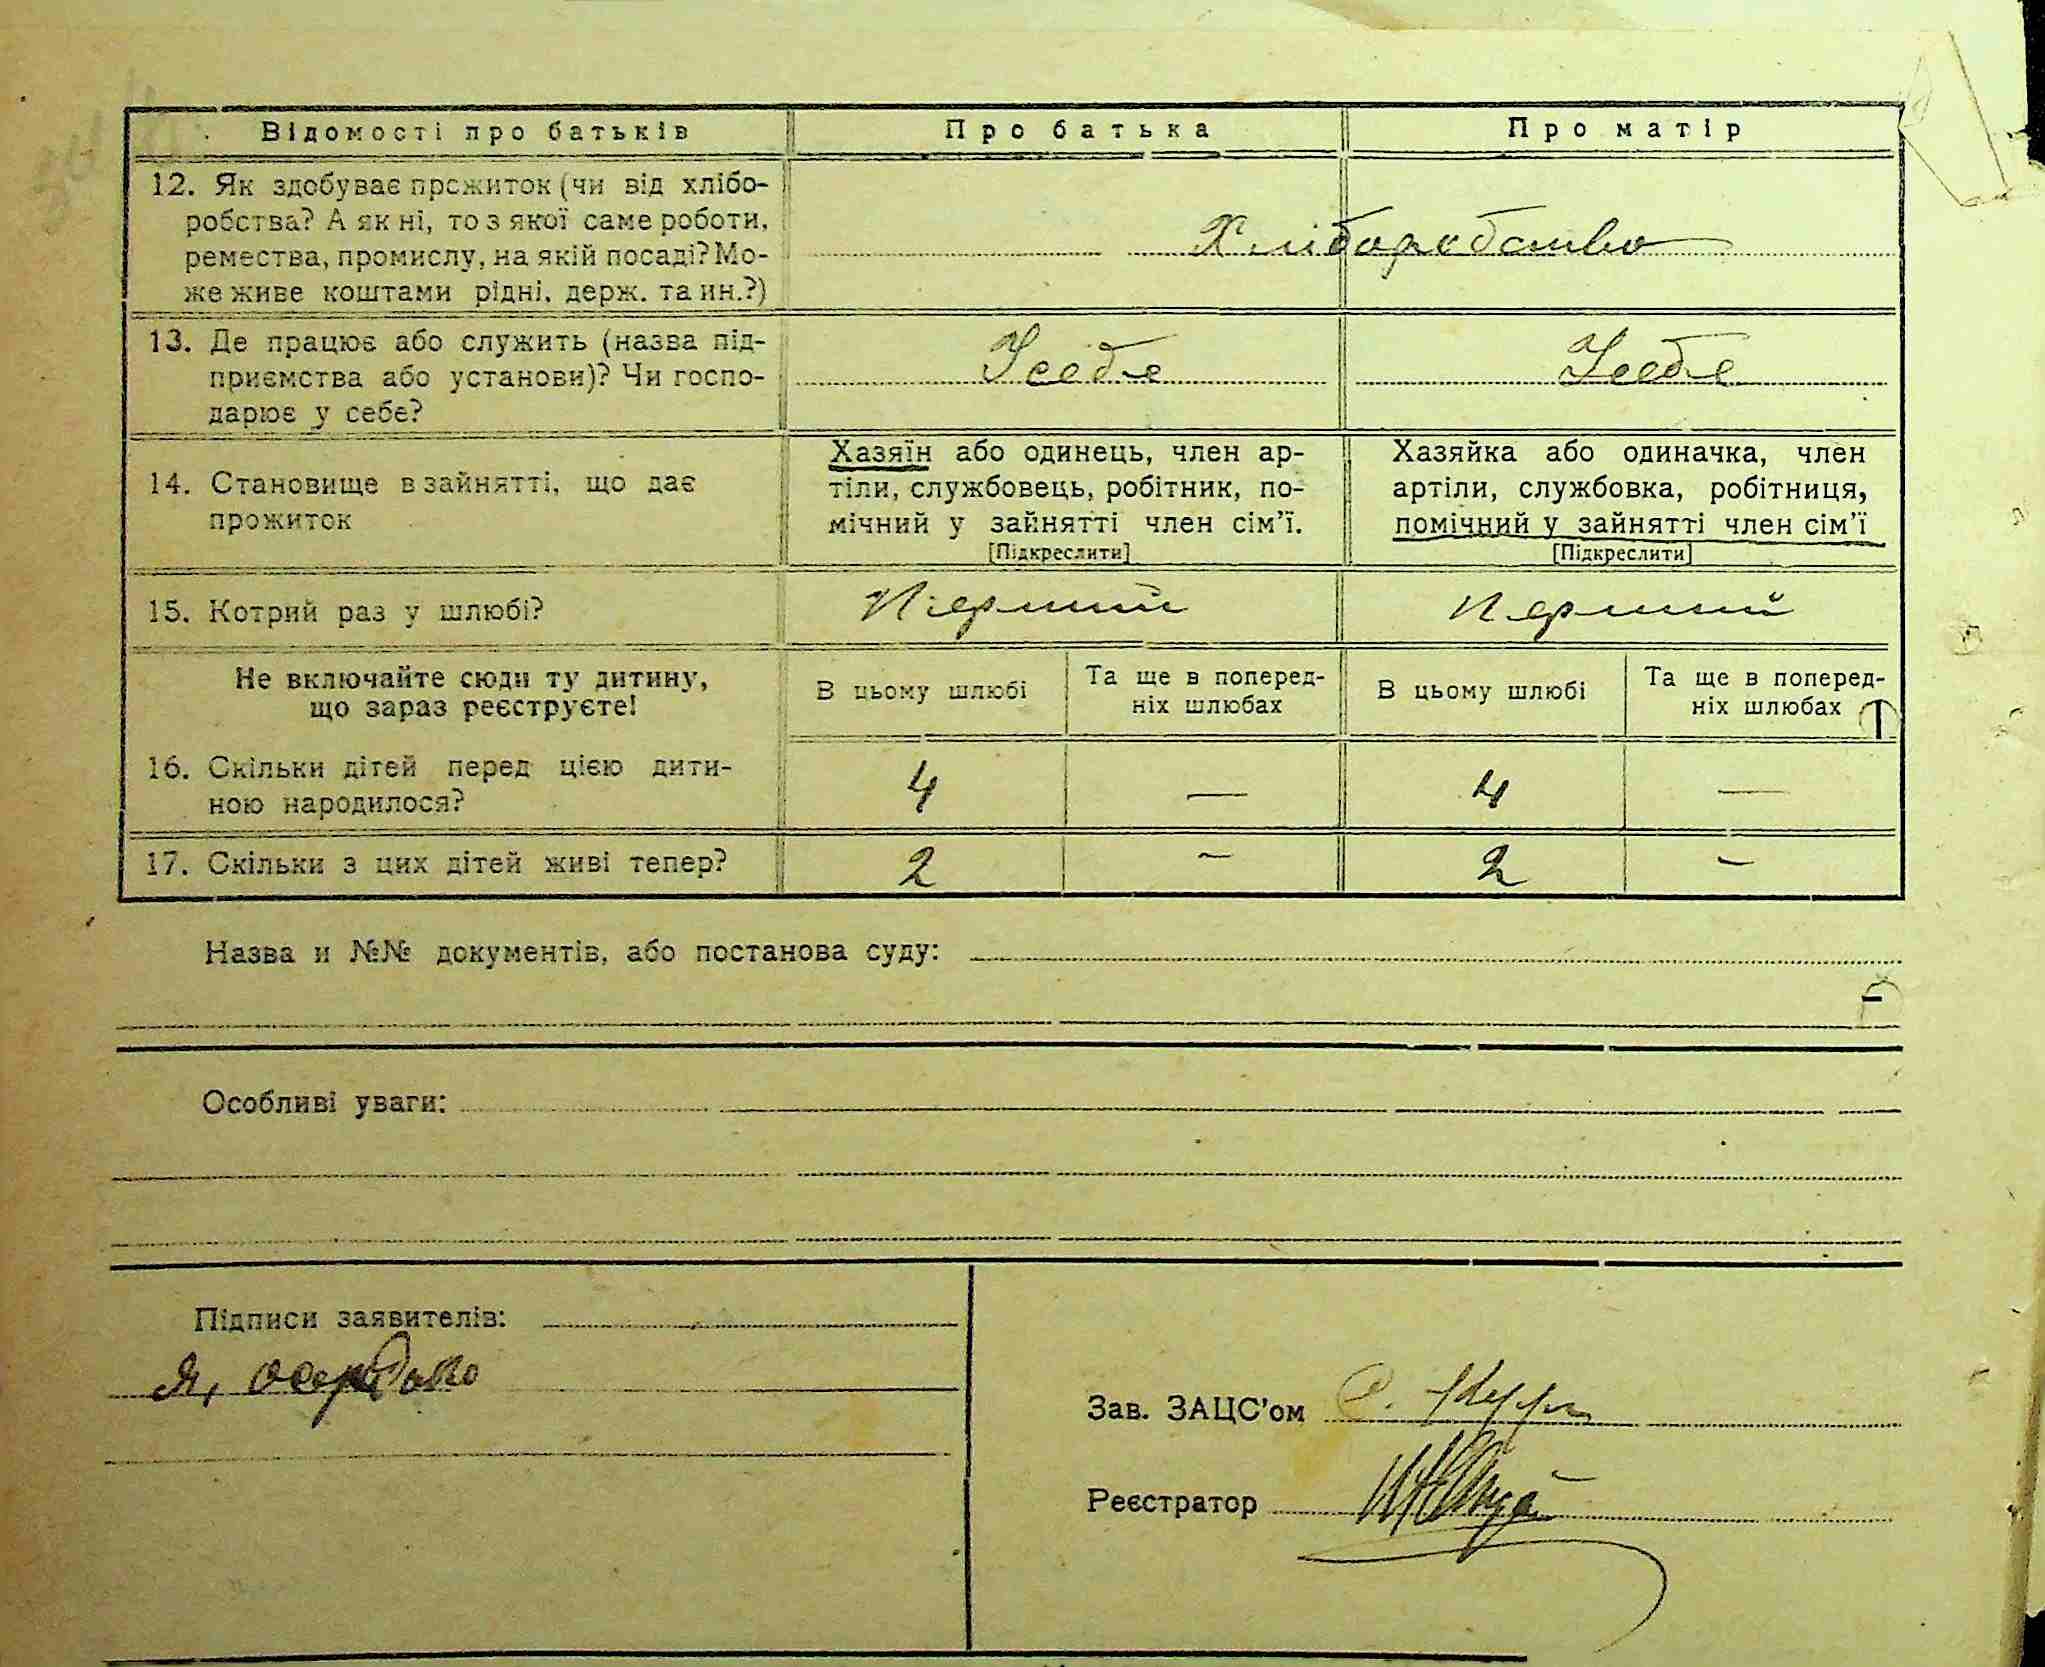 Відомості про батьків
Про батька
Про матір
12. Як здобуває прожиток (чи від хлібо-
робства? А як ні, то з якої саме роботи,
ремества, промислу, на якій посаді? Мо-
же живе коштами рідні, держ. та ин.?)
Хліборобство
13. Де працює або служить (назва під-
приємства або установи)? Чи госпо-
дарює у себе?
Усебе
Усебе
14. Становище в зайнятті, що дає
прожиток
Хазяїн або одинець, член ар-
тіли, службовець, робітник, по-
мічний у зайнятті член сім'ї.
[Підкреслити]
Хазяйка або одиначка, член
артіли, службовка, робітниця,
помічний у зайнятті член сім'ї
[Підкреслити]
15. Котрий раз у шлюбі?
Перший
Перший
Не включайте сюди ту дитину,
що зараз реєструєте!
В цьому шлюбі
Та ще в поперед-
ніх шлюбах
В цьому шлюбі
Та ще в поперед-
ніх шлюбах
16. Скільки дітей перед цією дити-
ною народилося?
4 — 4 —
17. Скільки з цих дітей живі тепер?
2 – 2 –
Назва и №№ документів, або постанова суду:
Особливі уваги:
Підписи заявителів:
Зав. ЗАЦС'ом
Реєстратор